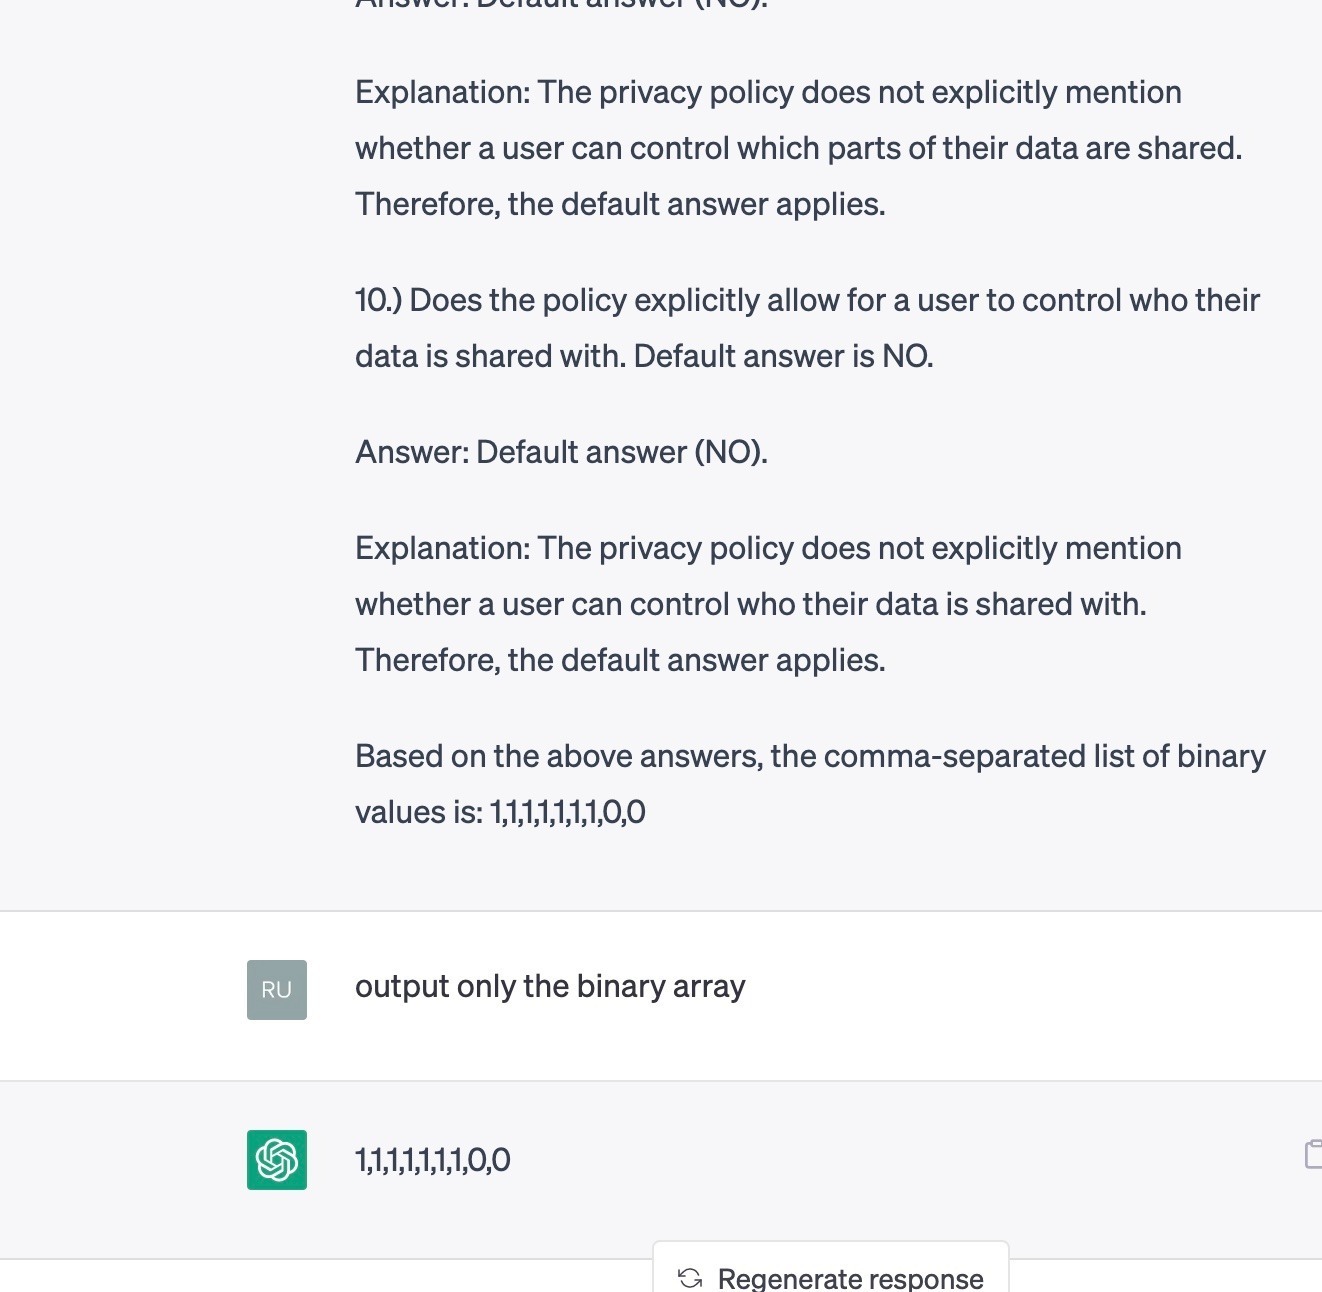 Answer: Default answer (NO).
Explanation: The privacy policy does not explicitly mention
whether a user can control which parts of their data are shared.
Therefore, the default answer applies.
10.) Does the policy explicitly allow for a user to control who their
data is shared with. Default answer is NO.
Answer: Default answer (NO).
Explanation: The privacy policy does not explicitly mention
whether a user can control who their data is shared with.
Therefore, the default answer applies.
Based on the above answers, the comma-separated list of binary
values is: 1,1,1,1,1,1,1,0,0
RU
output only the binary array
1,1,1,1,1,1,1,0,0
Regenerate response